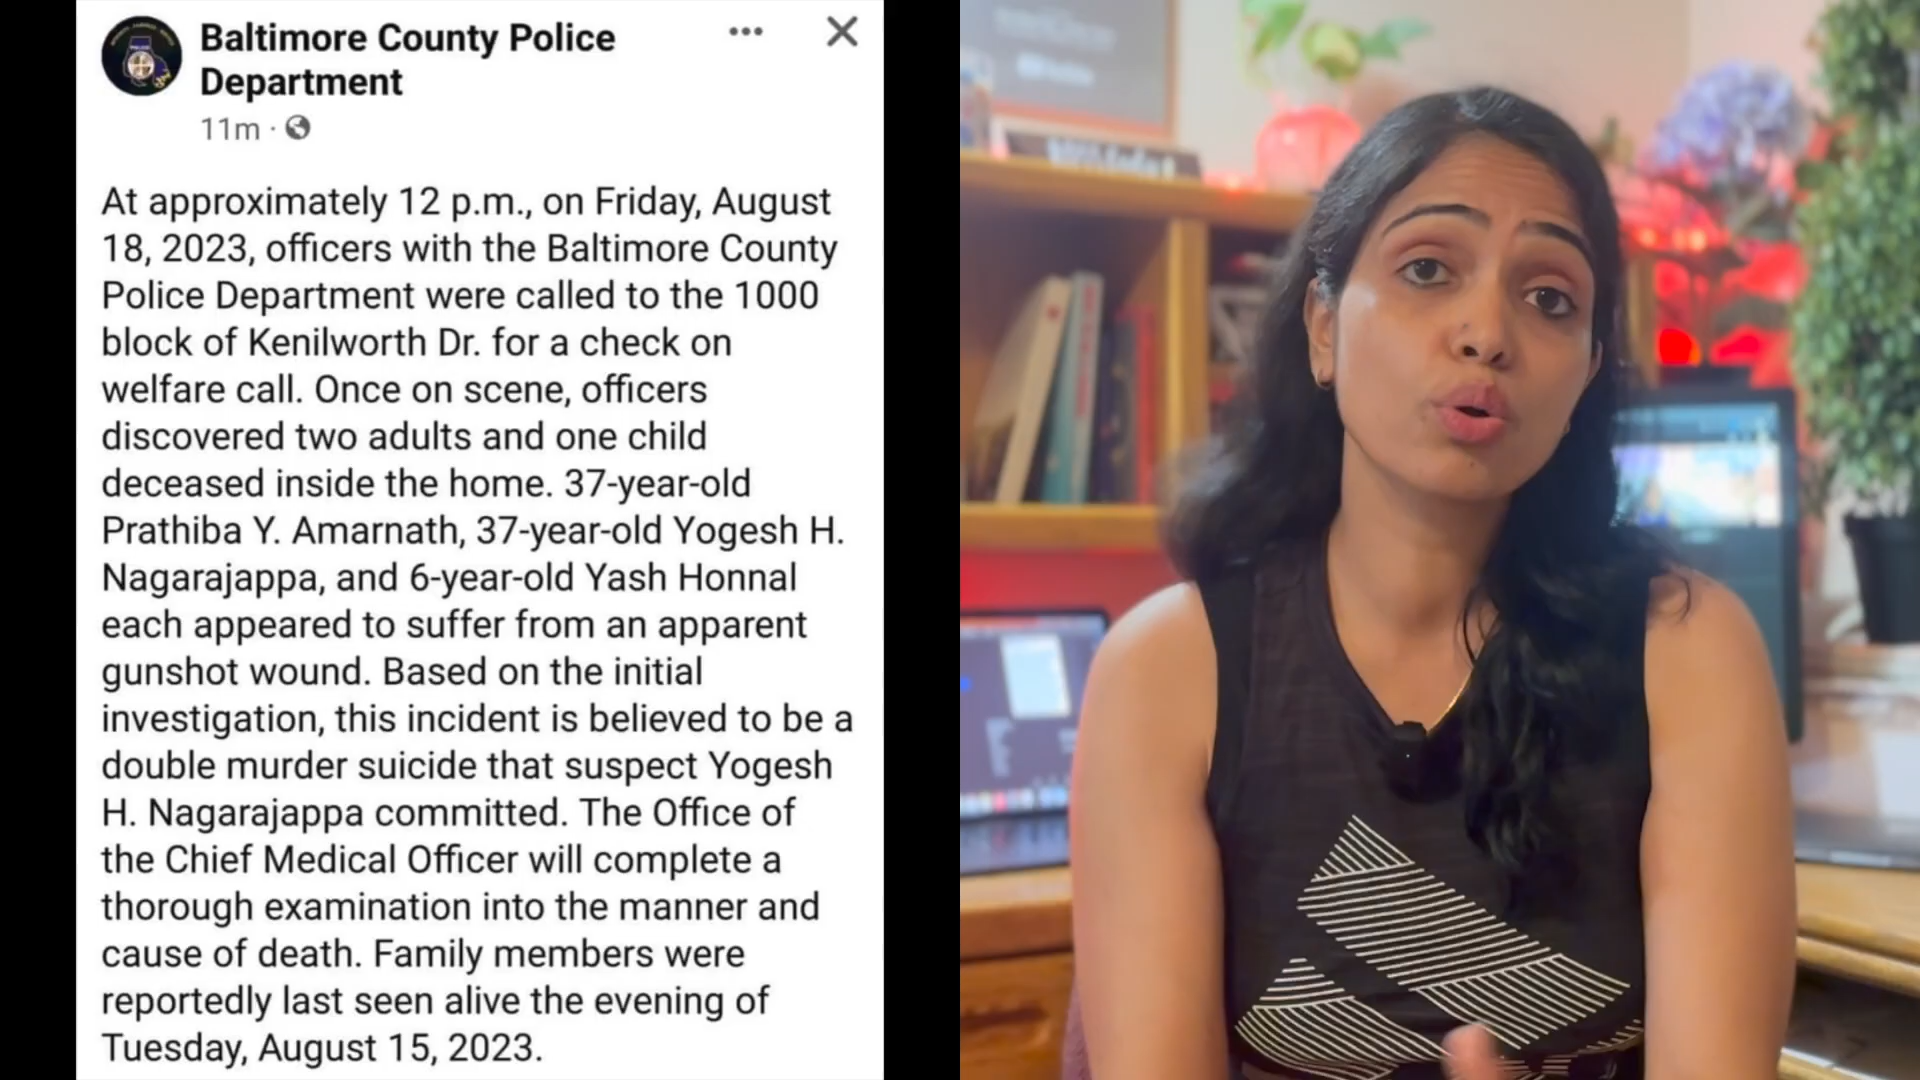 Baltimore County Police
Department
11m ·
At approximately 12 p.m., on Friday, August
18, 2023, officers with the Baltimore County
Police Department were called to the 1000
block of Kenilworth Dr. for a check on
welfare call. Once on scene, officers
discovered two adults and one child
deceased inside the home. 37-year-old
Prathiba Y. Amarnath, 37-year-old Yogesh H.
Nagarajappa, and 6-year-old Yash Honnal
each appeared to suffer from an apparent
gunshot wound. Based on the initial
investigation, this incident is believed to be a
double murder suicide that suspect Yogesh
H. Nagarajappa committed. The Office of
the Chief Medical Officer will complete a
thorough examination into the manner and
cause of death. Family members were
reportedly last seen alive the evening of
Tuesday, August 15, 2023.